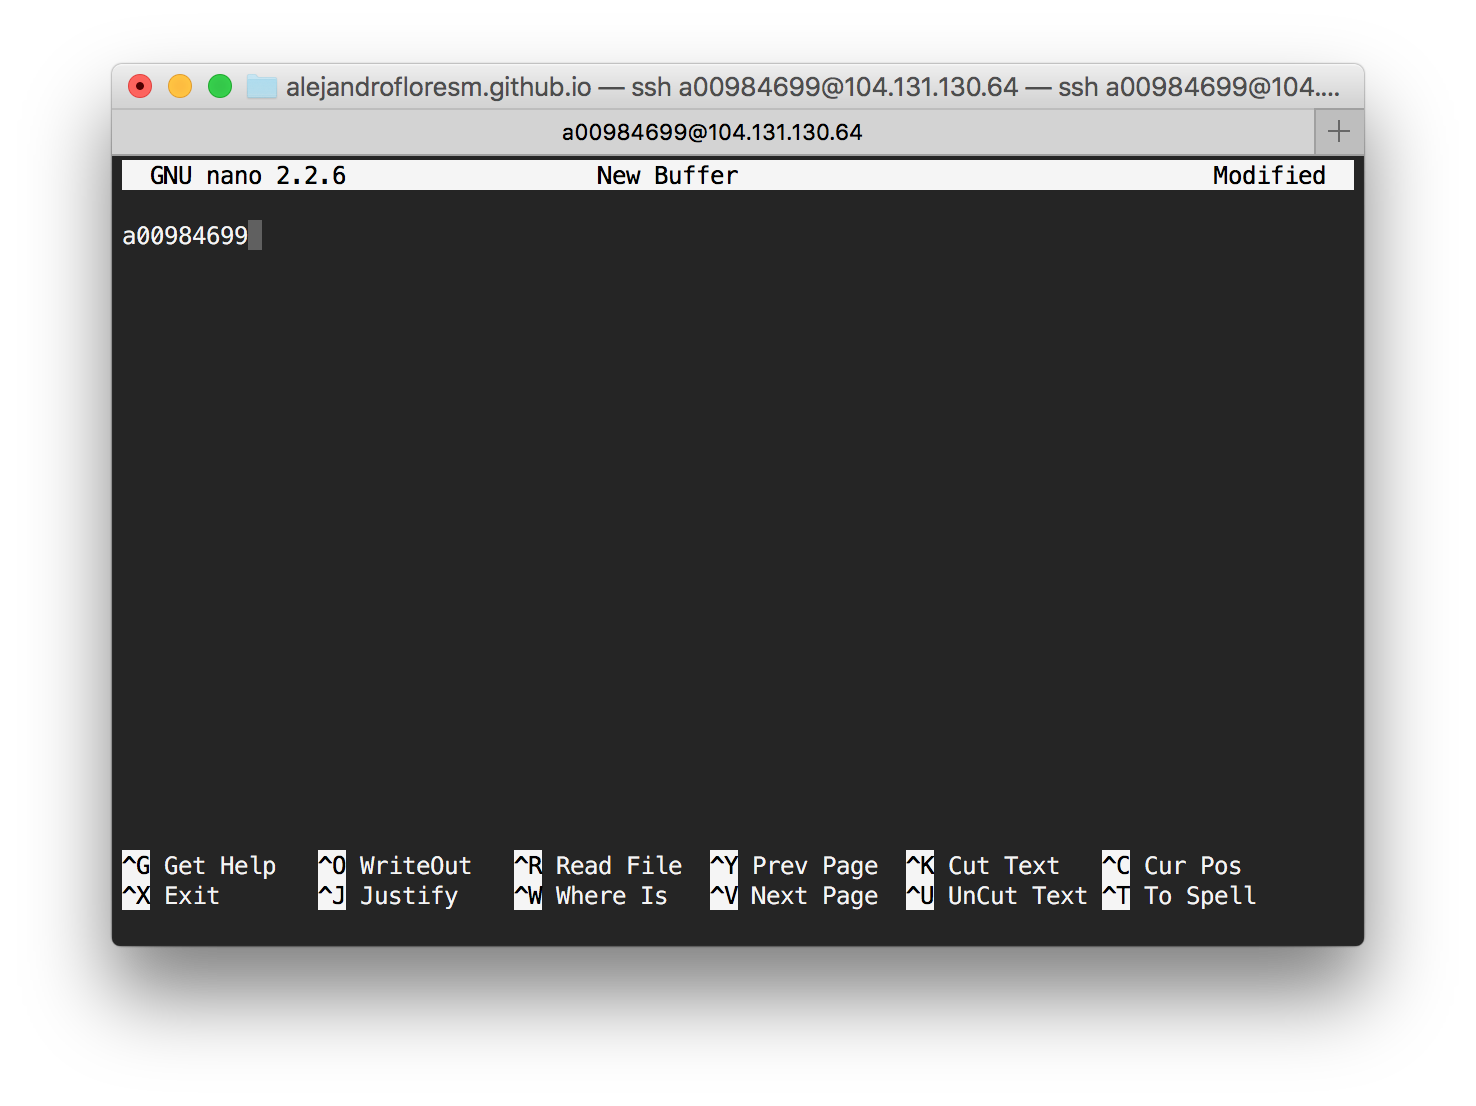 alejandrofloresm.github.io — ssh a00984699@104.131.130.64 — ssh a00984699@104....
a00984699@104.131.130.64
GNU nano 2.2.6 New Buffer Modified
a00984699
^G Get Help ^O WriteOut ^R Read File ^Y Prev Page ^K Cut Text ^C Cur Pos
^X Exit ^J Justify ^W Where Is ^V Next Page ^U UnCut Text ^T To Spell